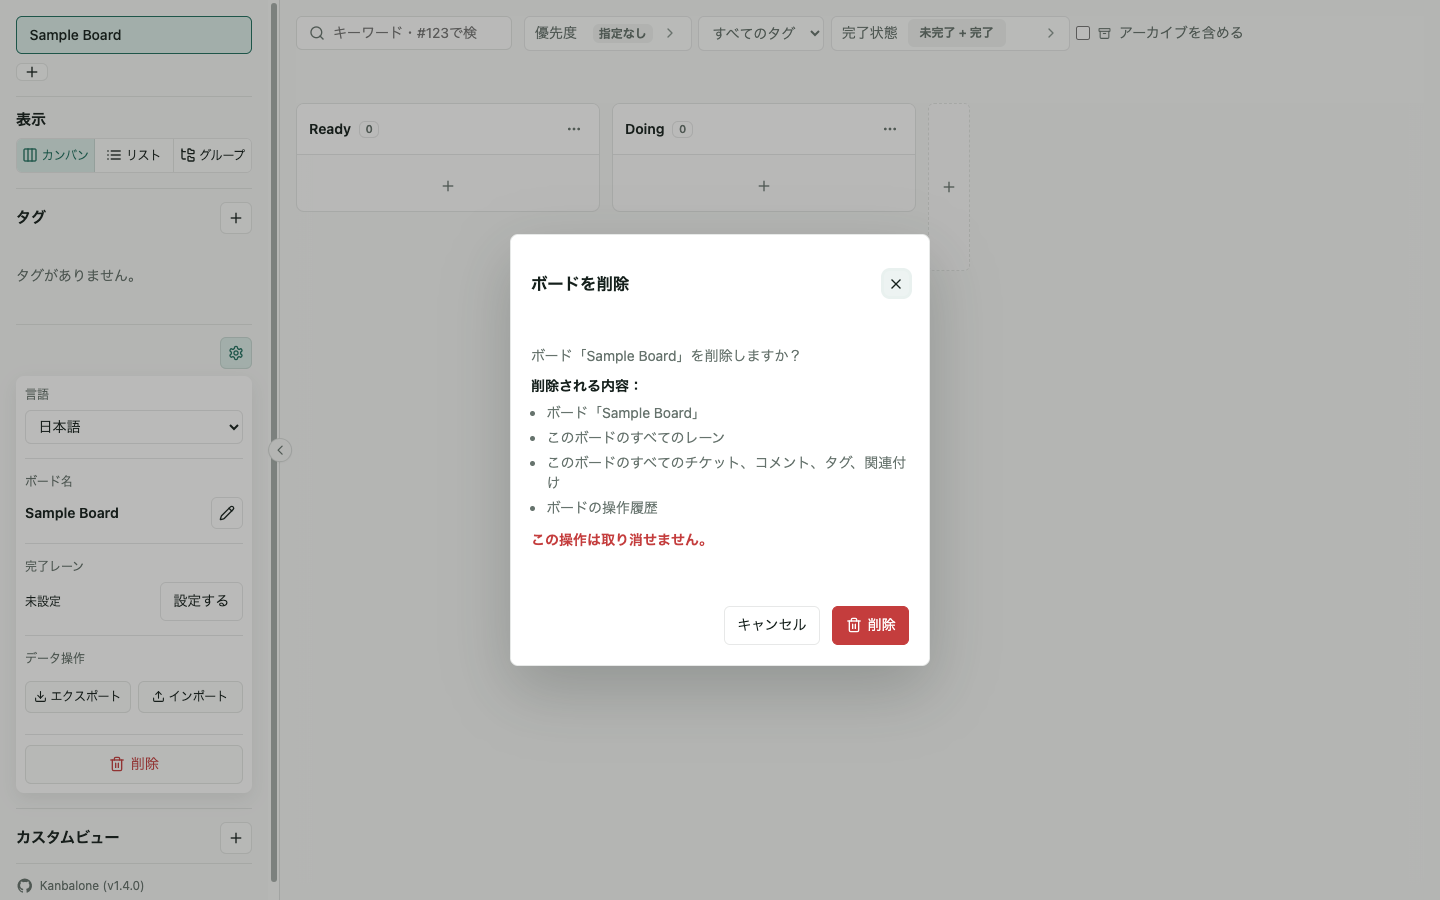 Sample Board
表示
カンバン
リスト
グループ
タグ
タグがありません。
言語
日本語
ボード名
Sample Board
完了レーン
未設定
設定する
データ操作
エクスポート
インポート
削除
カスタムビュー
Kanbalone (v1.4.0)
キーワード・#123で検
優先度
指定なし
すべてのタグ
完了状態
未完了 + 完了
アーカイブを含める
Ready 0
Doing 0
ボードを削除
ボード「Sample Board」を削除しますか？
削除される内容：
ボード「Sample Board」
このボードのすべてのレーン
このボードのすべてのチケット、コメント、タグ、関連付
け
ボードの操作履歴
この操作は取り消せません。
キャンセル
削除